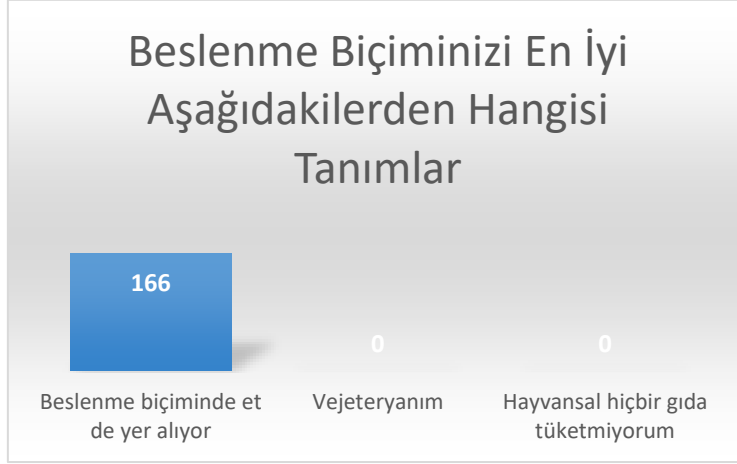 Beslenme Biçiminizi En İyi
Aşağıdakilerden Hangisi
Tanımlar
166
0
0
Beslenme biçiminde et
de yer alıyor
Vejeteryanım
Hayvansal hiçbir gıda
tüketmiyorum